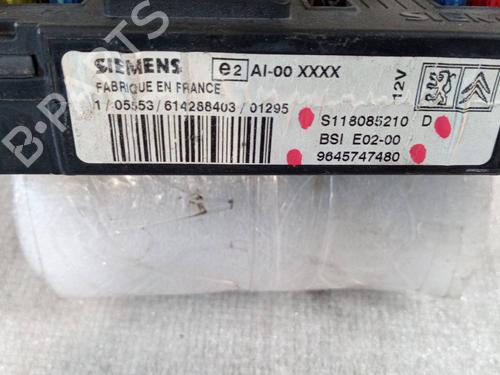 SIEMENS
e2 AI-00 XXXX
FABRIQUE EN FRANCE
1 / 05553 / 614288403 / 01295
12V
S118085210 D
BSI E02-00
9645747480
B-PARTS